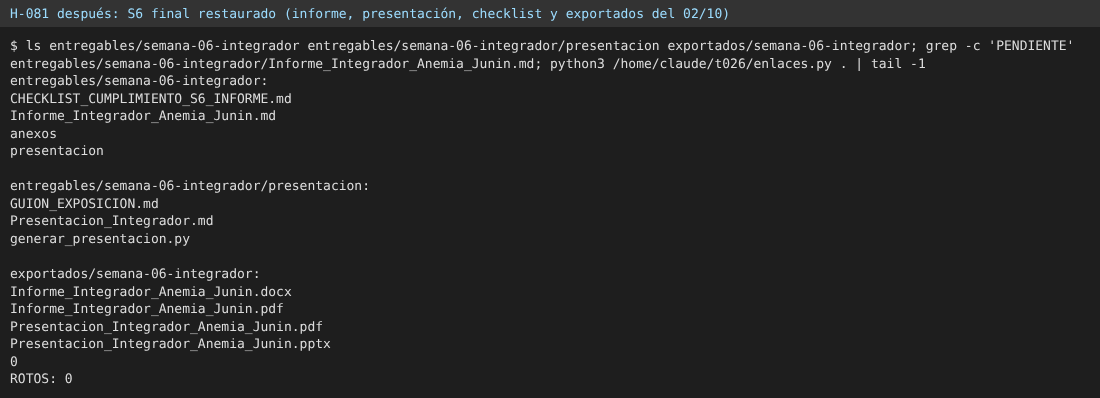 H-081 después: S6 final restaurado (informe, presentación, checklist y exportados del 02/10)
$ ls entregables/semana-06-integrador entregables/semana-06-integrador/presentacion exportados/semana-06-integrador; grep -c 'PENDIENTE'
entregables/semana-06-integrador/Informe_Integrador_Anemia_Junin.md; python3 /home/claude/t026/enlaces.py . | tail -1
entregables/semana-06-integrador:
CHECKLIST_CUMPLIMIENTO_S6_INFORME.md
Informe_Integrador_Anemia_Junin.md
anexos
presentacion

entregables/semana-06-integrador/presentacion:
GUION_EXPOSICION.md
Presentacion_Integrador.md
generar_presentacion.py

exportados/semana-06-integrador:
Informe_Integrador_Anemia_Junin.docx
Informe_Integrador_Anemia_Junin.pdf
Presentacion_Integrador_Anemia_Junin.pdf
Presentacion_Integrador_Anemia_Junin.pptx
0
ROTOS: 0